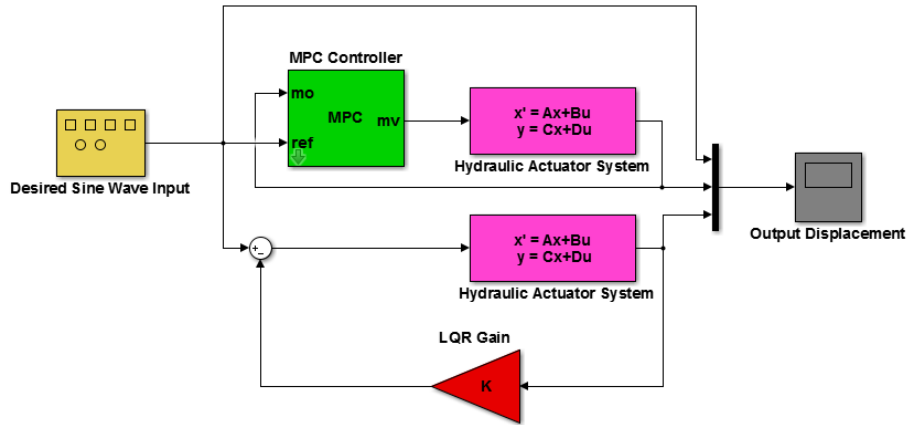 MPC Controller
mo
MPC
mv
ref
x' = Ax+Bu
y = Cx+Du
Hydraulic Actuator System
Desired Sine Wave Input
Output Displacement
+
−
x' = Ax+Bu
y = Cx+Du
Hydraulic Actuator System
LQR Gain
K